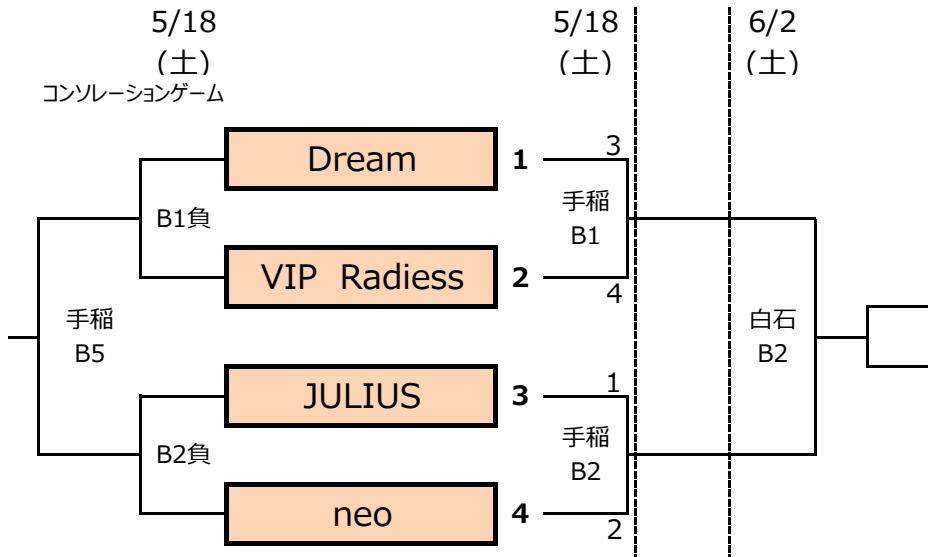 5/18
(土)
5/18
(土)
6/2
(土)
コンソレーションゲーム
Dream
1
3
B1負
手稲
B1
VIP Radiess
2
4
手稲
B5
白石
B2
JULIUS
3
1
B2負
手稲
B2
neo
4
2